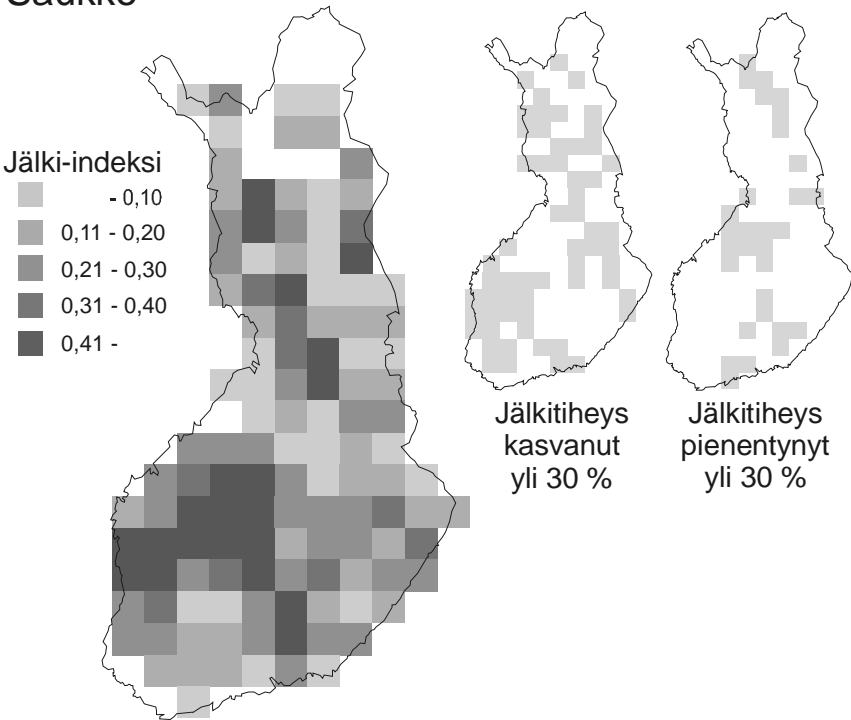 Saukko
Jälki-indeksi
- 0,10
0,11 - 0,20
0,21 - 0,30
0,31 - 0,40
0,41 -
Jälkitiheys
kasvanut
yli 30 %
Jälkitiheys
pienentynyt
yli 30 %